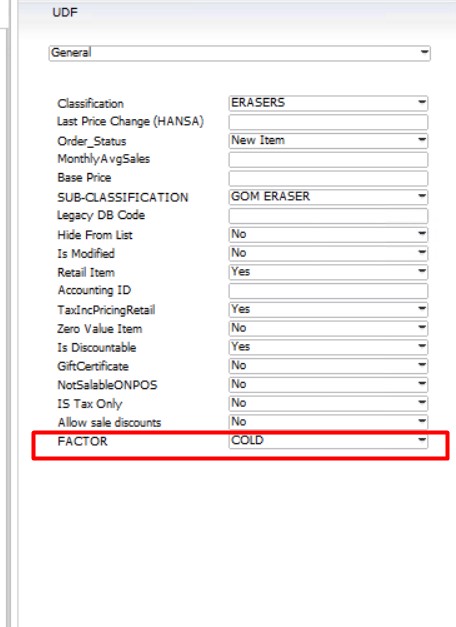 UDF
General
Classification ERASERS
Last Price Change (HANSA)
Order_Status New Item
MonthlyAvgSales
Base Price
SUB-CLASSIFICATION GOM ERASER
Legacy DB Code
Hide From List No
Is Modified No
Retail Item Yes
Accounting ID
TaxIncPricingRetail Yes
Zero Value Item No
Is Discountable Yes
GiftCertificate No
NotSalableONPOS No
IS Tax Only No
Allow sale discounts No
FACTOR COLD